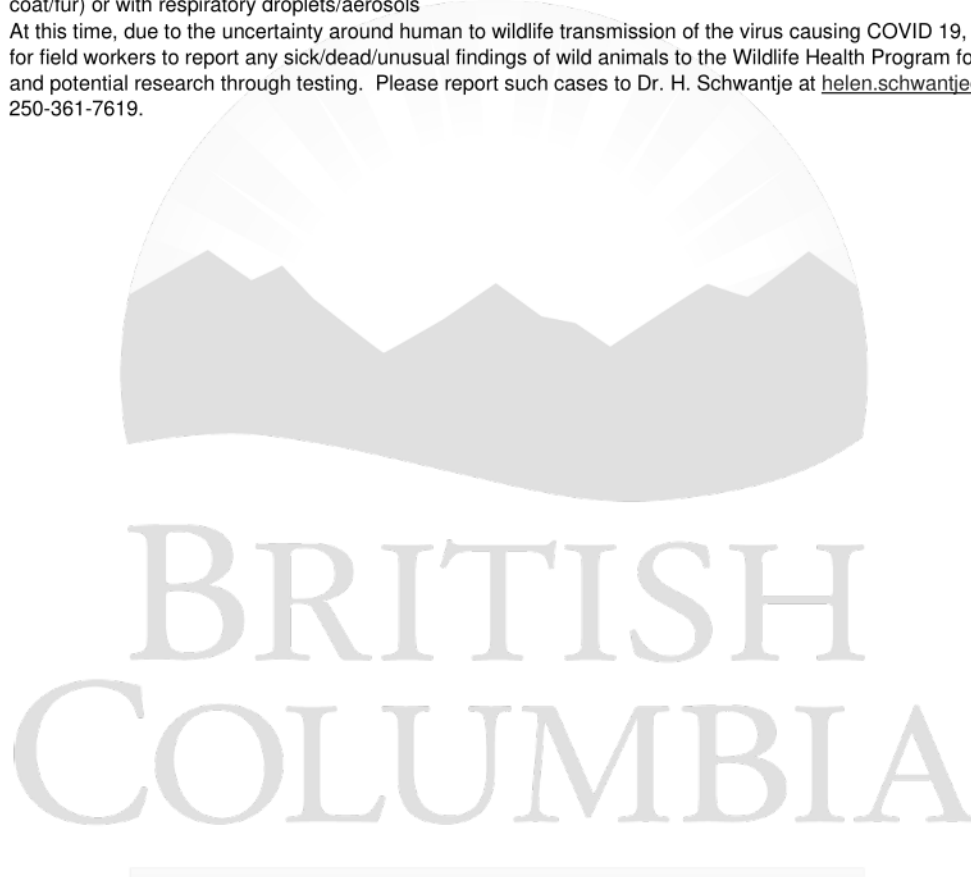 coat/fur) or with respiratory droplets/aerosols
At this time, due to the uncertainty around human to wildlife transmission of the virus causing COVID 19,
for field workers to report any sick/dead/unusual findings of wild animals to the Wildlife Health Program fo
and potential research through testing. Please report such cases to Dr. H. Schwantje at helen.schwantje
250-361-7619.
BRITISH
COLUMBIA